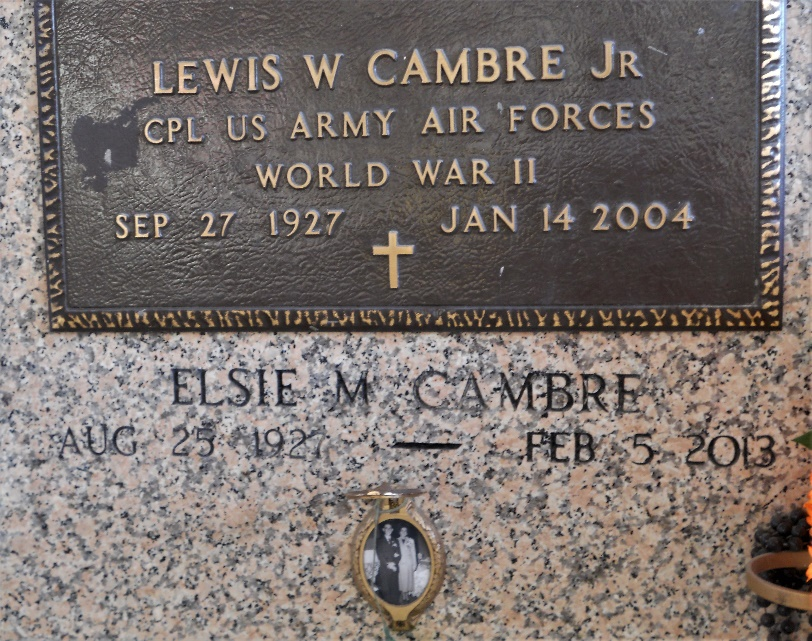 LEWIS W CAMBRE JR
CPL US ARMY AIR FORCES
WORLD WAR II
SEP 27 1927 JAN 14 2004
ELSIE M CAMBRE
AUG 25 1927 — FEB 5 2013